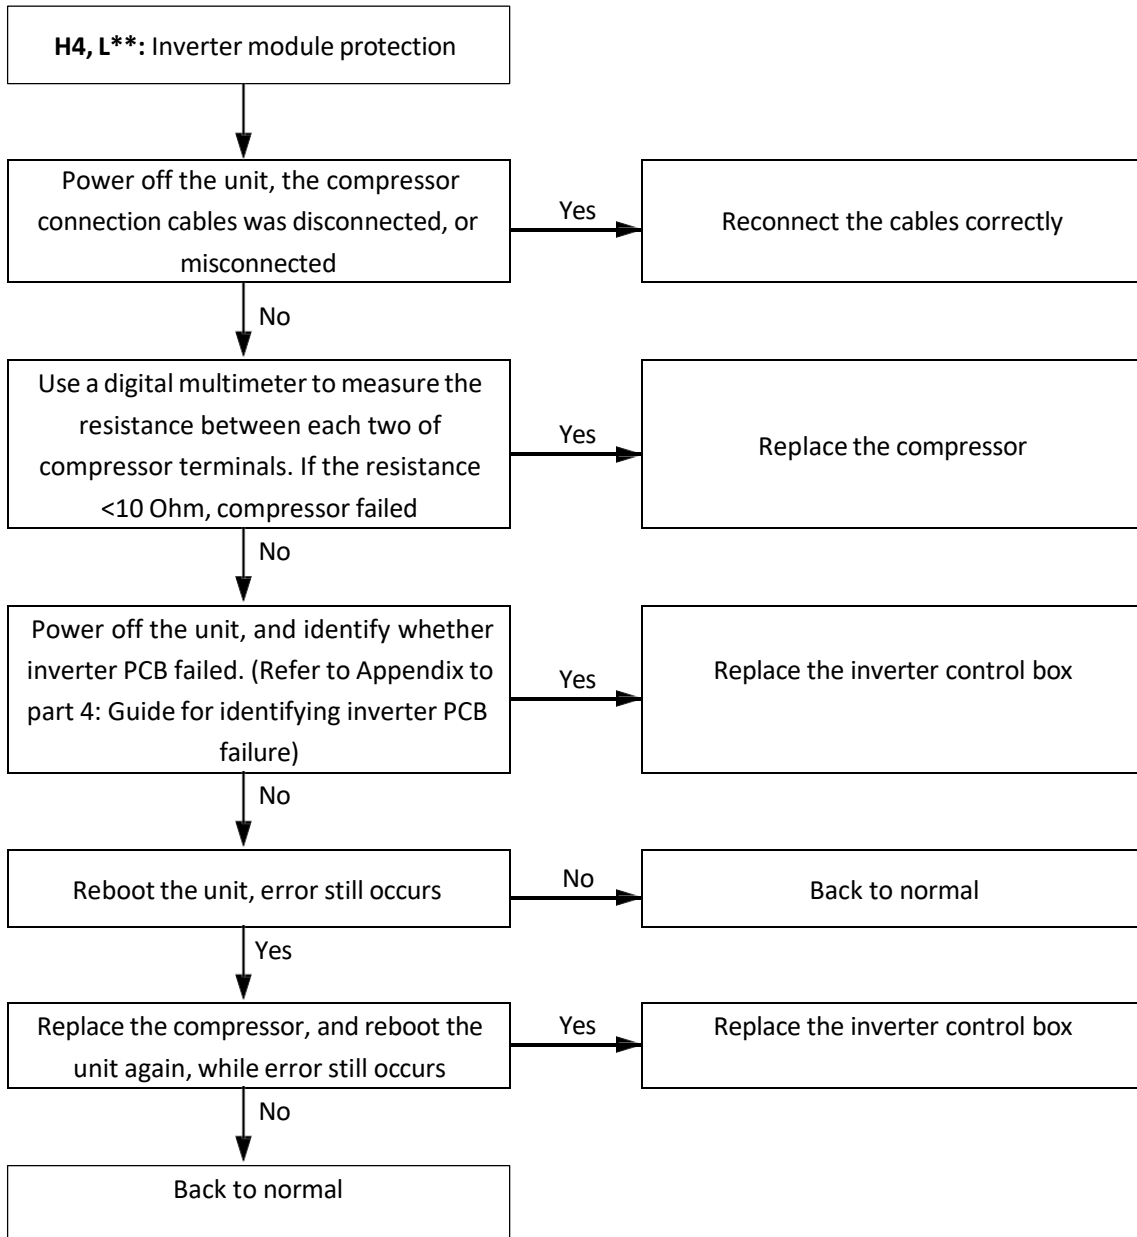 H4, L**: Inverter module protection
Power off the unit, the compressor
connection cables was disconnected, or
misconnected
Yes
Reconnect the cables correctly
No
Use a digital multimeter to measure the
resistance between each two of
compressor terminals. If the resistance
<10 Ohm, compressor failed
Yes
Replace the compressor
No
Power off the unit, and identify whether
inverter PCB failed. (Refer to Appendix to
part 4: Guide for identifying inverter PCB
failure)
Yes
Replace the inverter control box
No
Reboot the unit, error still occurs
No
Back to normal
Yes
Replace the compressor, and reboot the
unit again, while error still occurs
Yes
Replace the inverter control box
No
Back to normal